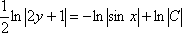 1/2 ln|2y+1| = −ln|sin x| + ln|C|